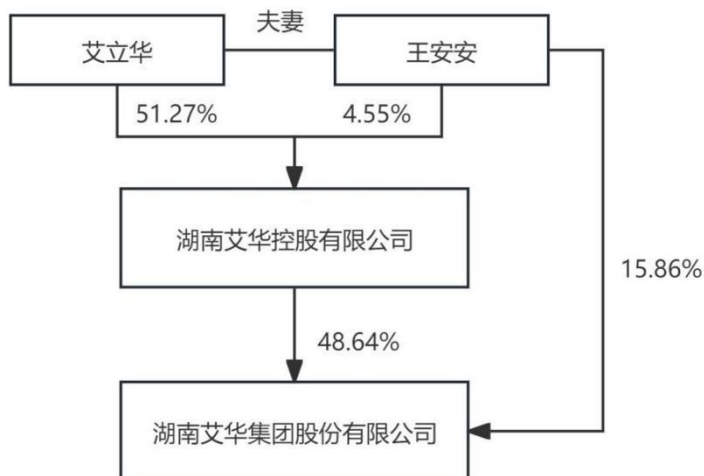 夫妻
艾立华
王安安
51.27%
4.55%
湖南艾华控股有限公司
15.86%
48.64%
湖南艾华集团股份有限公司